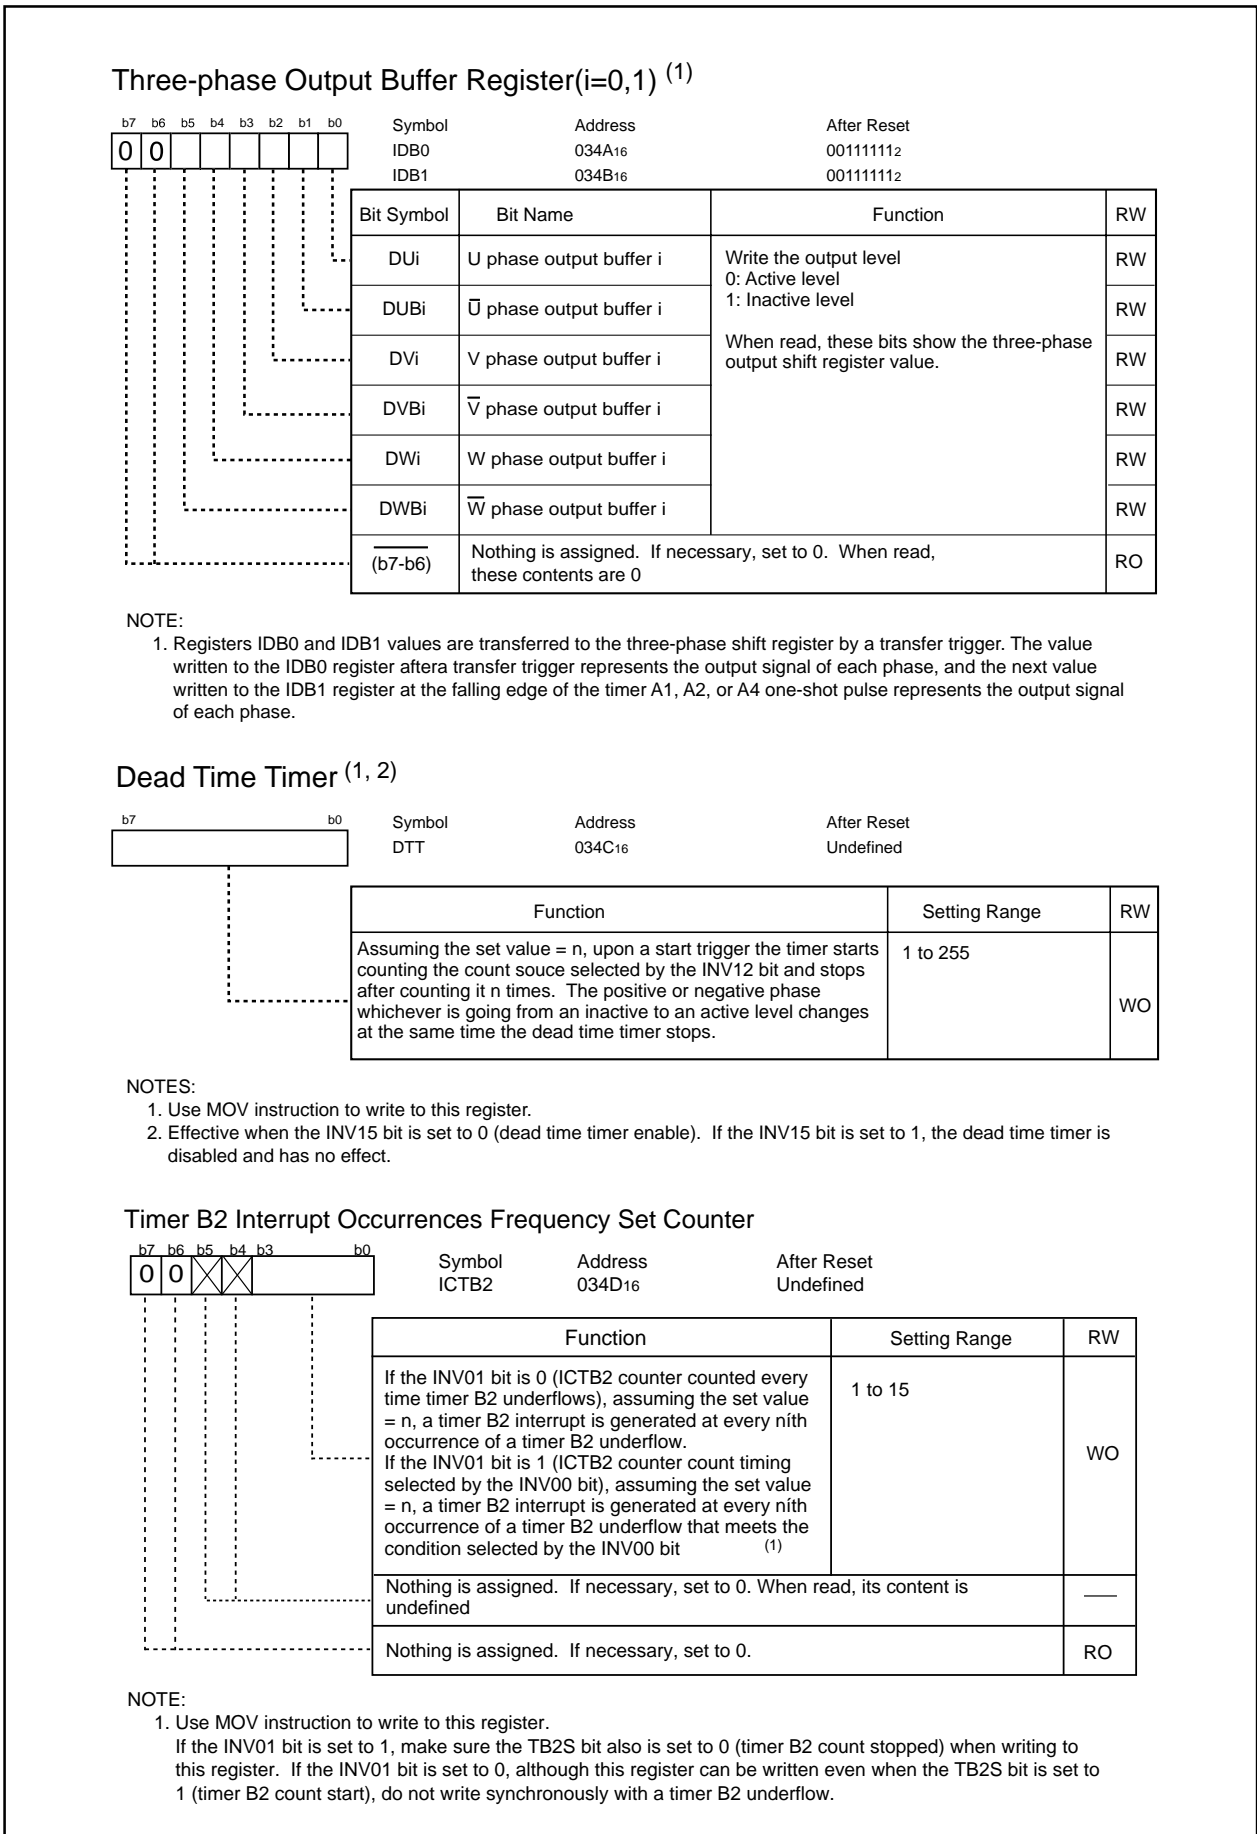 Three-phase Output Buffer Register(i=0,1) (1)
b7 b6 b5 b4 b3 b2 b1 b0
Symbol Address After Reset
0 0 IDB0 034A16 001111112
IDB1 034B16 001111112
Bit Symbol Bit Name Function RW
DUi U phase output buffer i Write the output level RW
0: Active level
1: Inactive level
DUBi U̅ phase output buffer i RW
When read, these bits show the three-phase
DVi V phase output buffer i output shift register value. RW
DVBi V̅ phase output buffer i RW
DWi W phase output buffer i RW
DWBi W̅ phase output buffer i RW
(b7-b6) Nothing is assigned. If necessary, set to 0. When read, RO
these contents are 0
NOTE:
1. Registers IDB0 and IDB1 values are transferred to the three-phase shift register by a transfer trigger. The value
written to the IDB0 register aftera transfer trigger represents the output signal of each phase, and the next value
written to the IDB1 register at the falling edge of the timer A1, A2, or A4 one-shot pulse represents the output signal
of each phase.
Dead Time Timer (1, 2)
b7 b0
Symbol Address After Reset
DTT 034C16 Undefined
Function Setting Range RW
Assuming the set value = n, upon a start trigger the timer starts 1 to 255
counting the count souce selected by the INV12 bit and stops
after counting it n times. The positive or negative phase
whichever is going from an inactive to an active level changes WO
at the same time the dead time timer stops.
NOTES:
1. Use MOV instruction to write to this register.
2. Effective when the INV15 bit is set to 0 (dead time timer enable). If the INV15 bit is set to 1, the dead time timer is
disabled and has no effect.
Timer B2 Interrupt Occurrences Frequency Set Counter
b7 b6 b5 b4 b3 b0
Symbol Address After Reset
0 0 ICTB2 034D16 Undefined
Function Setting Range RW
If the INV01 bit is 0 (ICTB2 counter counted every 1 to 15
time timer B2 underflows), assuming the set value
= n, a timer B2 interrupt is generated at every níth
occurrence of a timer B2 underflow.
If the INV01 bit is 1 (ICTB2 counter count timing WO
selected by the INV00 bit), assuming the set value
= n, a timer B2 interrupt is generated at every níth
occurrence of a timer B2 underflow that meets the
condition selected by the INV00 bit (1)
Nothing is assigned. If necessary, set to 0. When read, its content is —
undefined
Nothing is assigned. If necessary, set to 0. RO
NOTE:
1. Use MOV instruction to write to this register.
If the INV01 bit is set to 1, make sure the TB2S bit also is set to 0 (timer B2 count stopped) when writing to
this register. If the INV01 bit is set to 0, although this register can be written even when the TB2S bit is set to
1 (timer B2 count start), do not write synchronously with a timer B2 underflow.